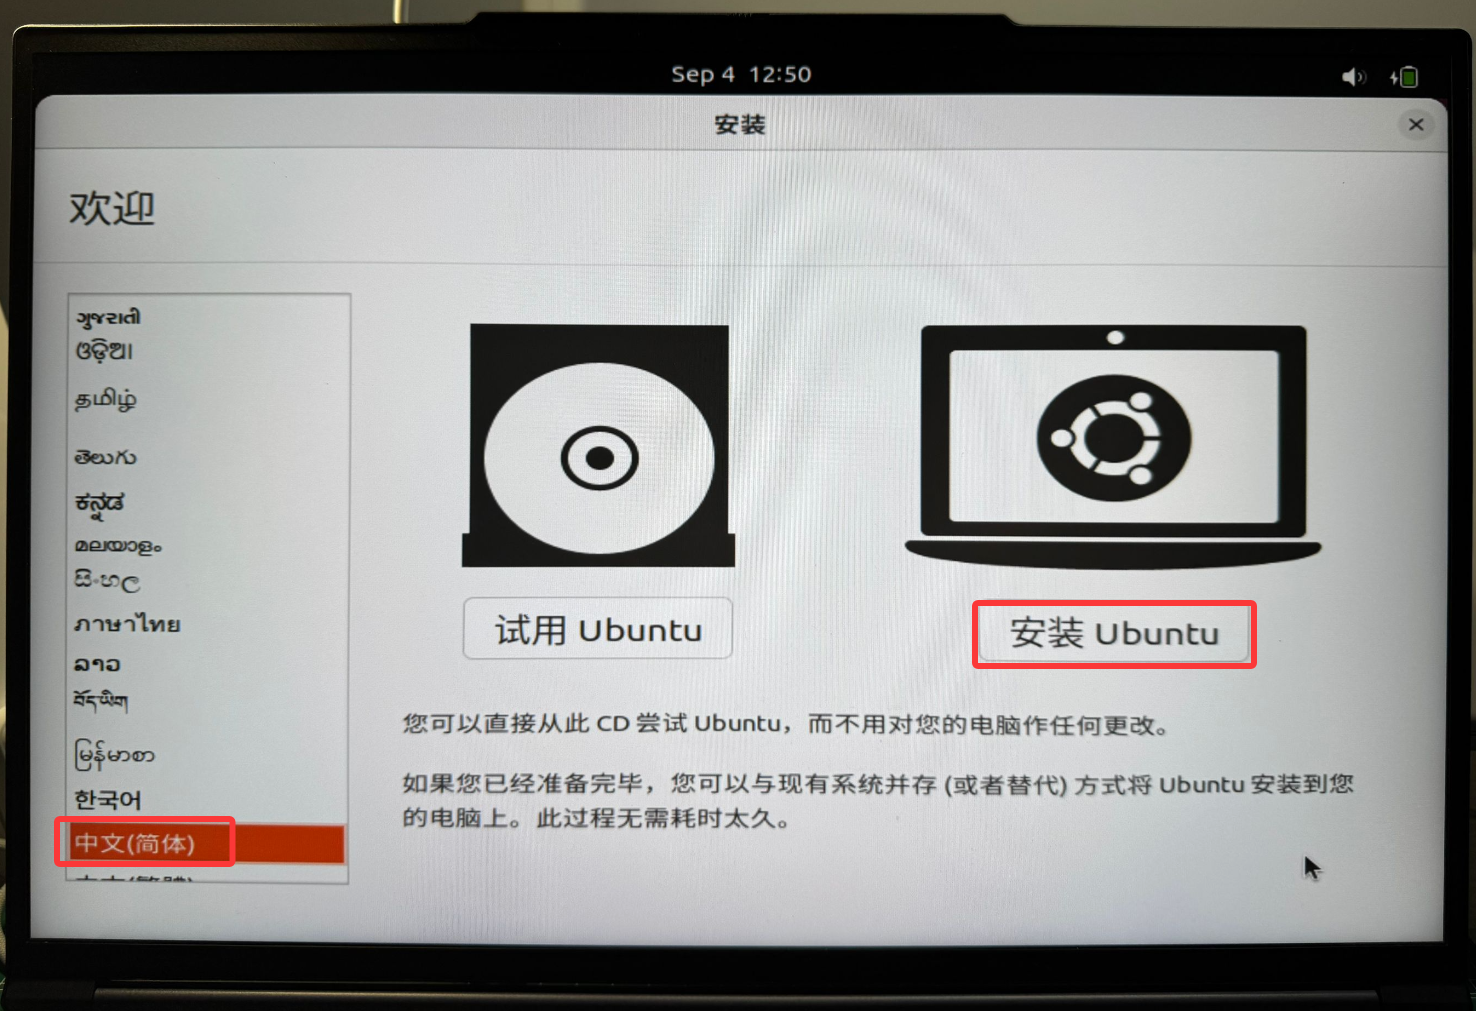 Sep 4 12:50
安装
欢迎
ગુજરાતી
ଓଡ଼ିଆ
தமிழ்
తెలుగు
ಕನ್ನಡ
മലയാളം
සිංහල
ภาษาไทย
ລາວ
བོད་ཡིག
မြန်မာစာ
한국어
中文(简体)
中文(繁體)
试用 Ubuntu
安装 Ubuntu
您可以直接从此 CD 尝试 Ubuntu，而不用对您的电脑作任何更改。
如果您已经准备完毕，您可以与现有系统并存 (或者替代) 方式将 Ubuntu 安装到您
的电脑上。此过程无需耗时太久。